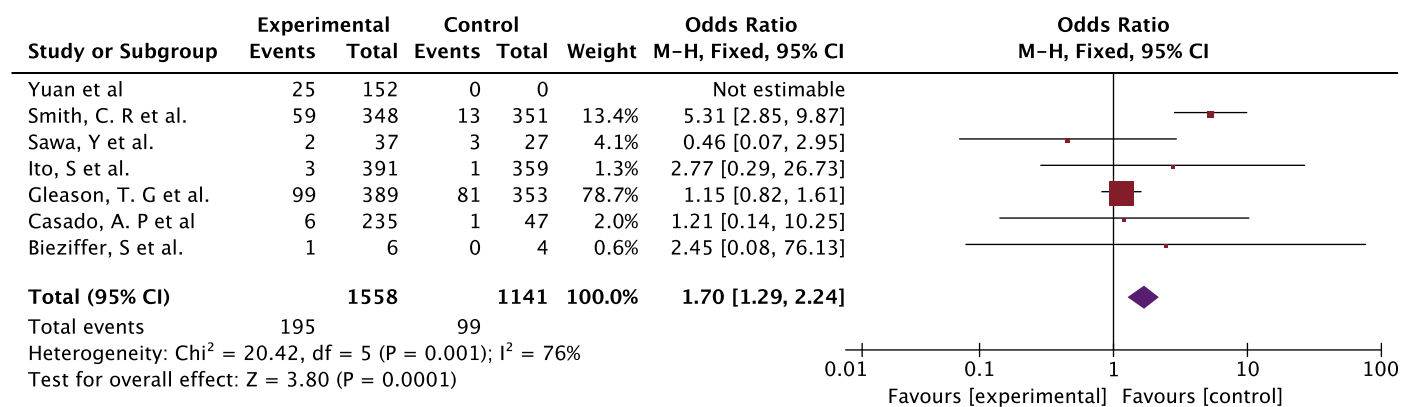 Experimental Control Odds Ratio Odds Ratio
Study or Subgroup Events Total Events Total Weight M-H, Fixed, 95% CI M-H, Fixed, 95% CI
Yuan et al 25 152 0 0 Not estimable
Smith, C. R et al. 59 348 13 351 13.4% 5.31 [2.85, 9.87]
Sawa, Y et al. 2 37 3 27 4.1% 0.46 [0.07, 2.95]
Ito, S et al. 3 391 1 359 1.3% 2.77 [0.29, 26.73]
Gleason, T. G et al. 99 389 81 353 78.7% 1.15 [0.82, 1.61]
Casado, A. P et al 6 235 1 47 2.0% 1.21 [0.14, 10.25]
Bieziffer, S et al. 1 6 0 4 0.6% 2.45 [0.08, 76.13]
Total (95% CI) 1558 1141 100.0% 1.70 [1.29, 2.24]
Total events 195 99
Heterogeneity: Chi² = 20.42, df = 5 (P = 0.001); I² = 76%
Test for overall effect: Z = 3.80 (P = 0.0001)
0.01 0.1 1 10 100
Favours [experimental] Favours [control]